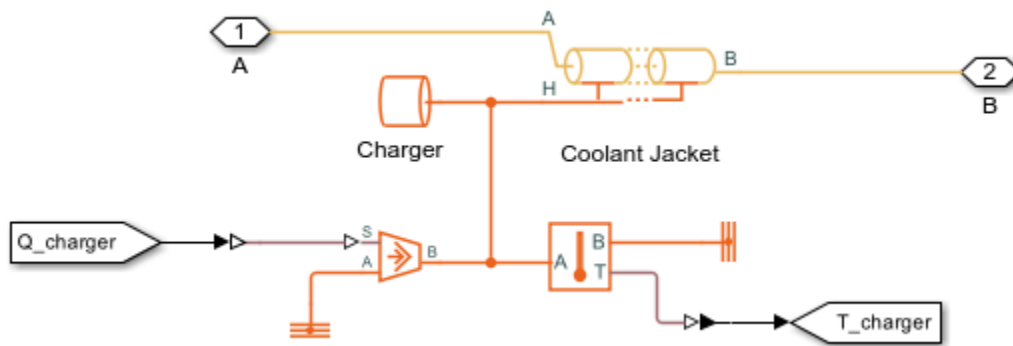 1
A
A
B
2
B
H
Charger
Coolant Jacket
Q_charger
S
A
B
A
B
T
T_charger